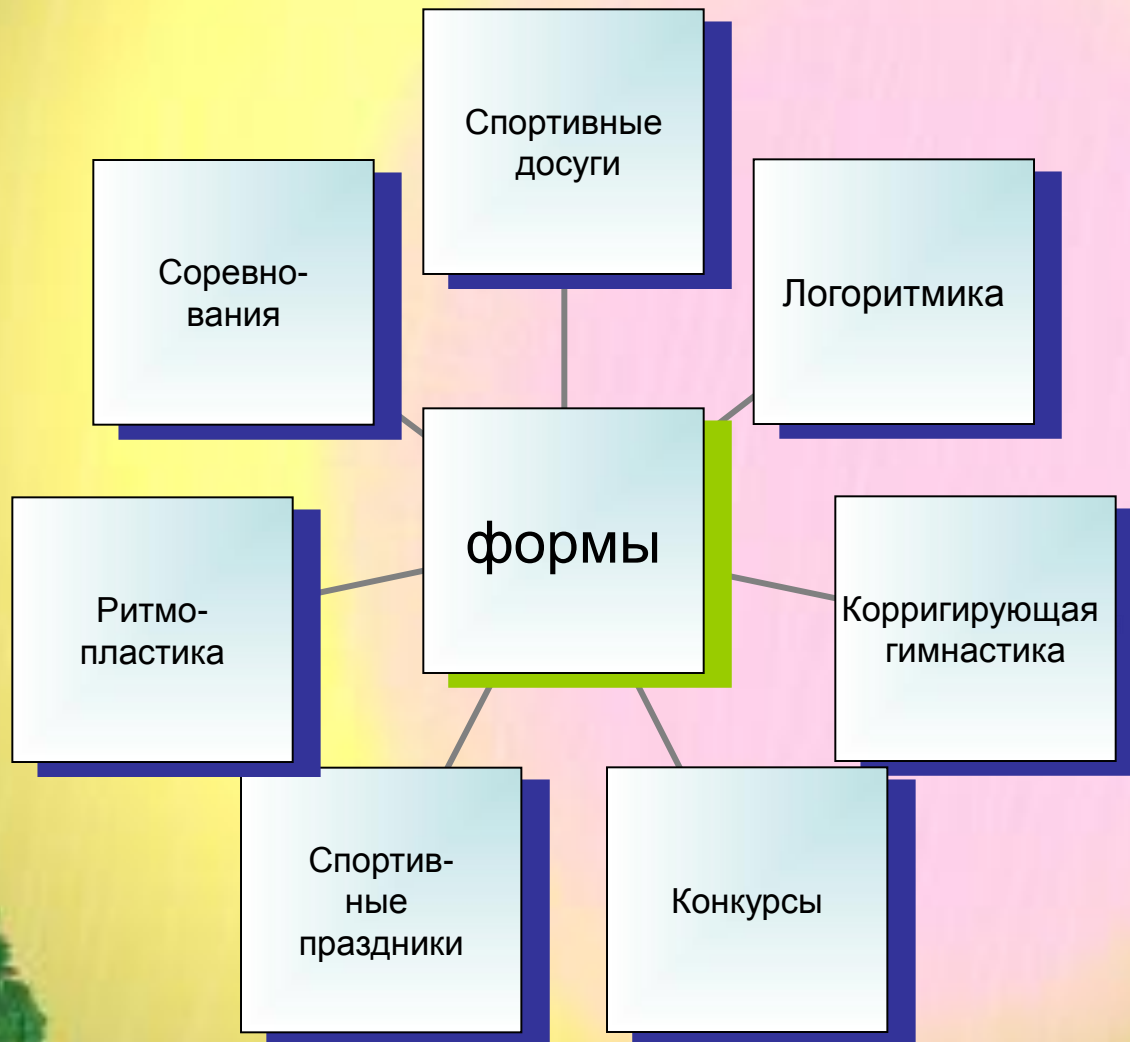 Спортивные
досуги
Логоритмика
Корригирующая
гимнастика
Конкурсы
Спортив-
ные
праздники
Ритмо-
пластика
Соревно-
вания
формы